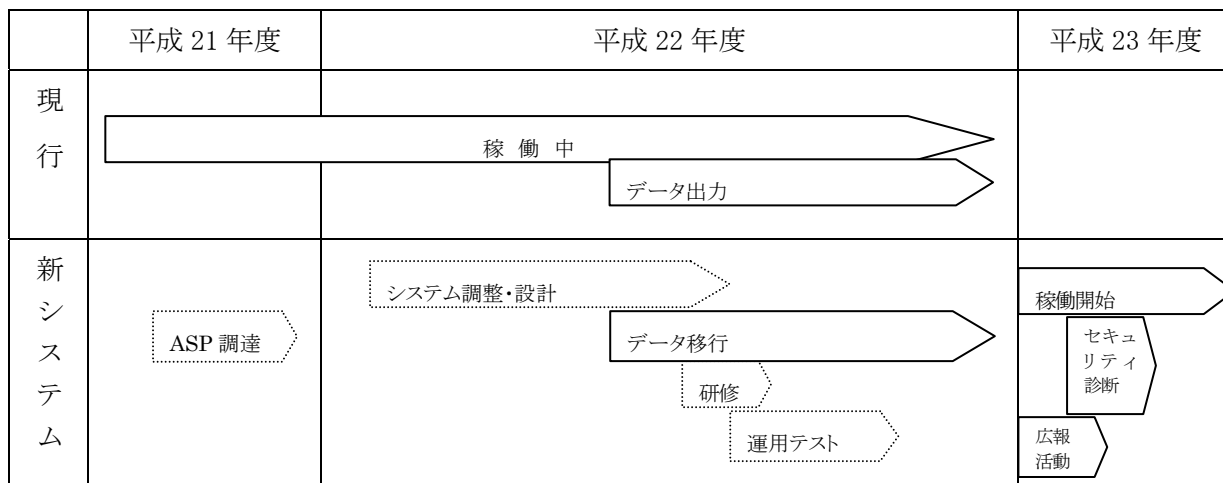 平成 21 年度
平成 22 年度
平成 23 年度
現
行
稼 働 中
データ出力
新
シ
ス
テ
ム
システム調整・設計
ASP 調達
データ移行
研修
運用テスト
稼働開始
セキュ
リティ
診断
広報
活動